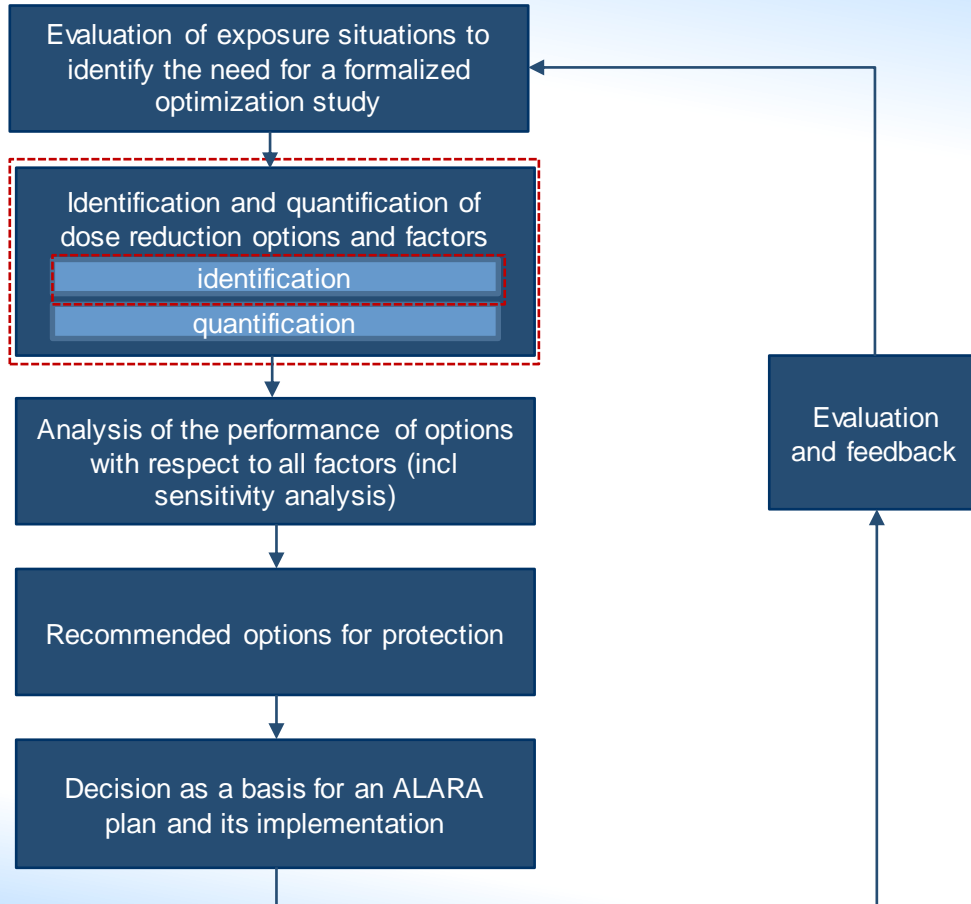 Evaluation of exposure situations to
identify the need for a formalized
optimization study
Identification and quantification of
dose reduction options and factors
identification
quantification
Analysis of the performance of options
with respect to all factors (incl
sensitivity analysis)
Evaluation
and feedback
Recommended options for protection
Decision as a basis for an ALARA
plan and its implementation